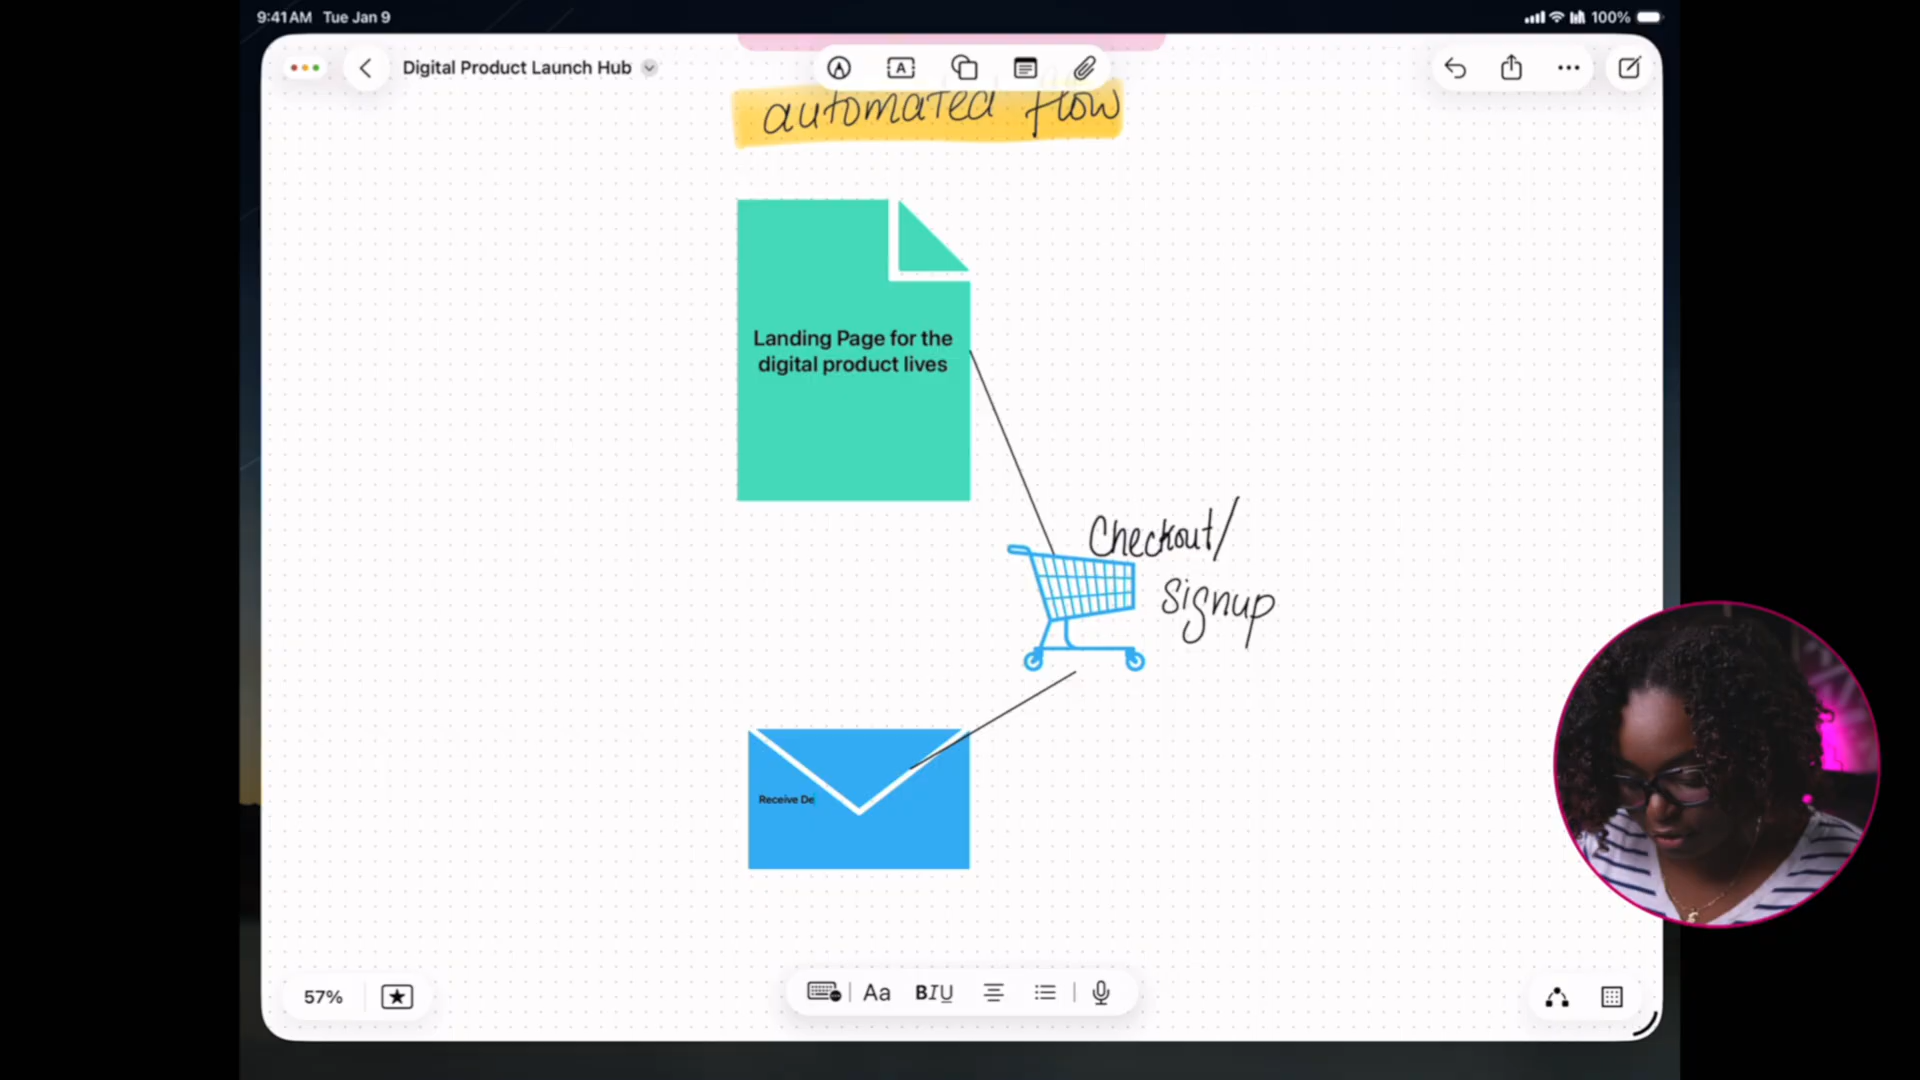 9:41 AM Tue Jan 9
100%
Digital Product Launch Hub
A
automated flow
Landing Page for the
digital product lives
Checkout/
signup
Receive De
57%
Aa
BIU